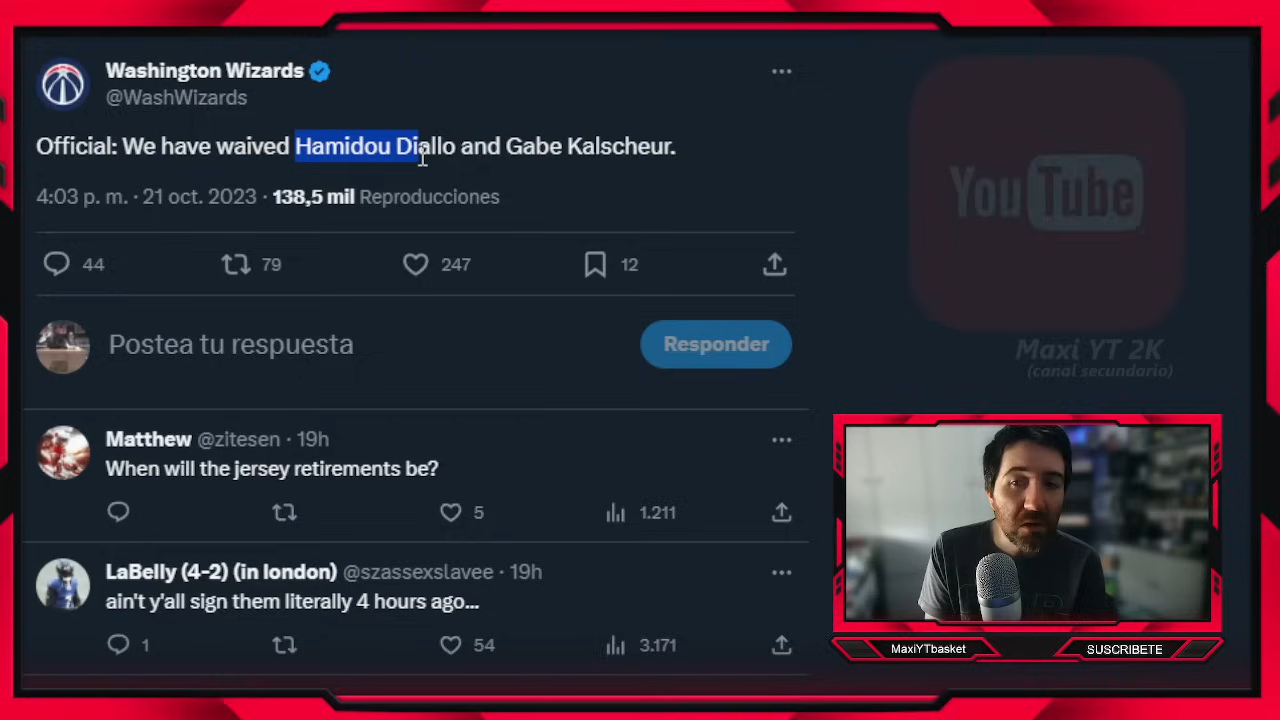 Washington Wizards
@WashWizards
Official: We have waived Hamidou Diallo and Gabe Kalscheur.
4:03 p. m. · 21 oct. 2023 · 138,5 mil Reproducciones
44 79 247 12
Postea tu respuesta
Responder
Matthew @zitesen · 19h
When will the jersey retirements be?
5 1.211
LaBelly (4-2) (in london) @szassexslavee · 19h
ain't y'all sign them literally 4 hours ago...
1 54 3.171
YouTube
Maxi YT 2K
(canal secundario)
MaxiYTbasket
SUSCRIBETE